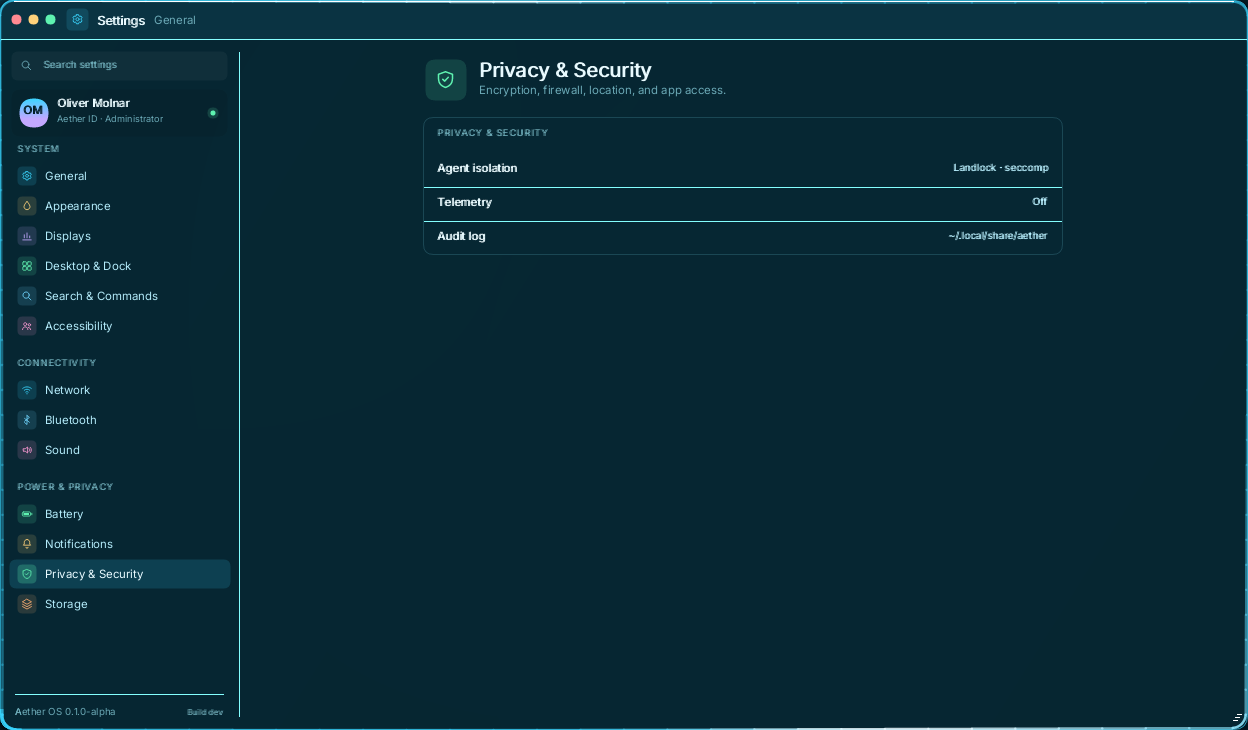 Settings General
Search settings
OM
Oliver Molnar
Aether ID · Administrator
SYSTEM
General
Appearance
Displays
Desktop & Dock
Search & Commands
Accessibility
CONNECTIVITY
Network
Bluetooth
Sound
POWER & PRIVACY
Battery
Notifications
Privacy & Security
Storage
Aether OS 0.1.0-alpha
Build dev
Privacy & Security
Encryption, firewall, location, and app access.
PRIVACY & SECURITY
Agent isolation Landlock · seccomp
Telemetry Off
Audit log ~/.local/share/aether